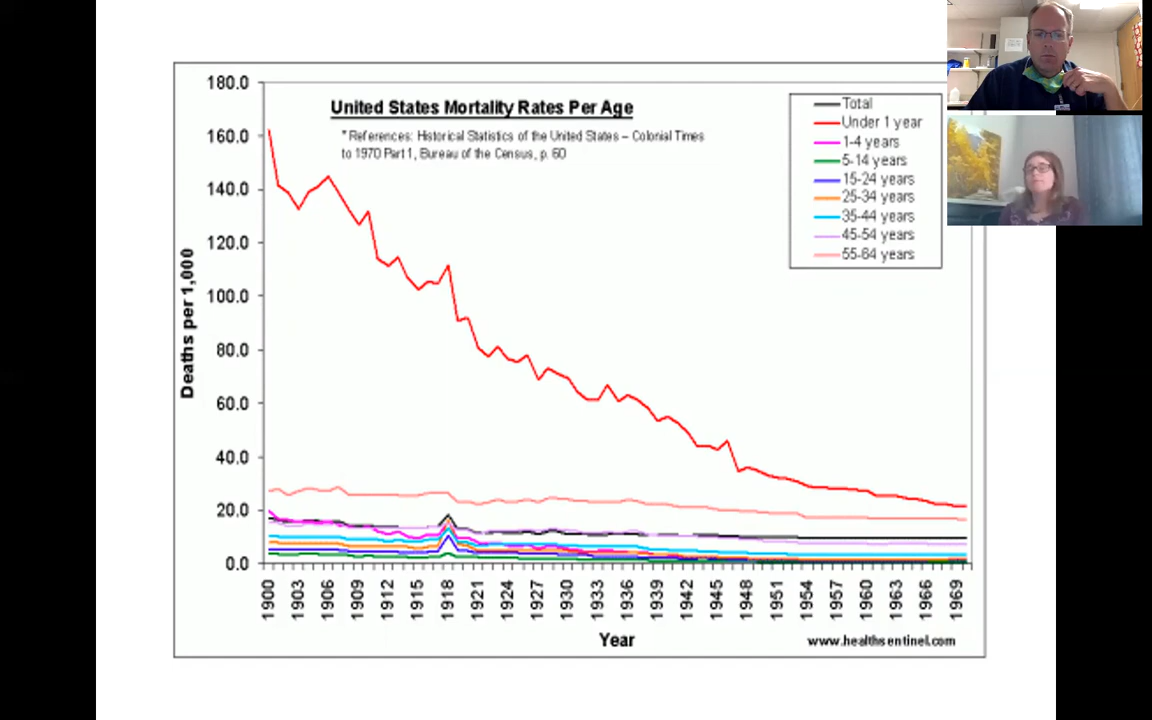 United States Mortality Rates Per Age
* References: Historical Statistics of the United States – Colonial Times
to 1970 Part 1, Bureau of the Census, p. 60
Total
Under 1 year
1-4 years
5-14 years
15-24 years
25-34 years
35-44 years
45-54 years
55-64 years
Deaths per 1,000
180.0
160.0
140.0
120.0
100.0
80.0
60.0
40.0
20.0
0.0
1900
1903
1906
1909
1912
1915
1918
1921
1924
1927
1930
1933
1936
1939
1942
1945
1948
1951
1954
1957
1960
1963
1966
1969
Year
www.healthsentinel.com